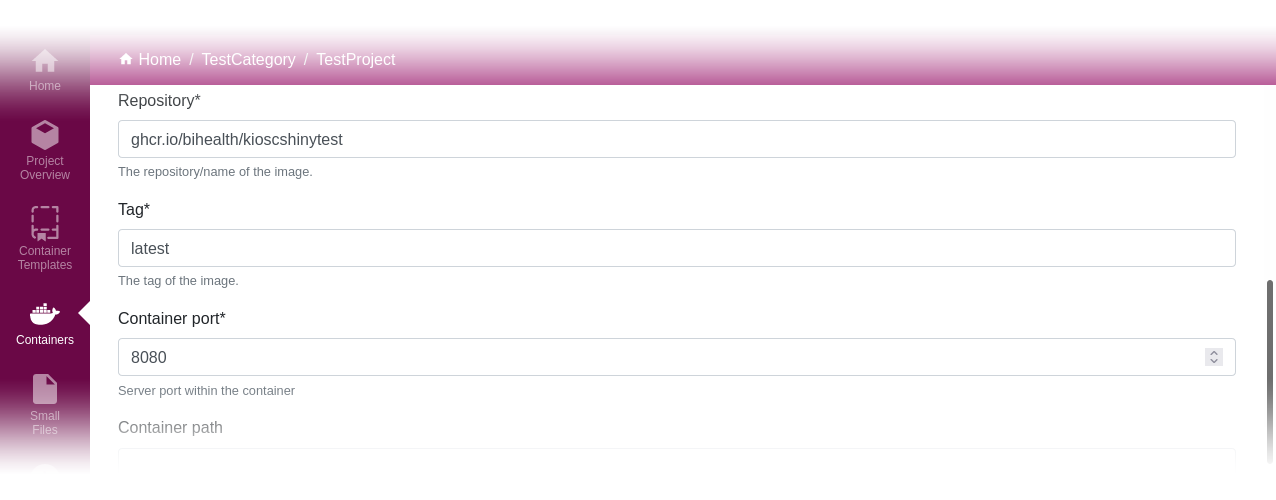 Home / TestCategory / TestProject
Home
Project
Overview
Container
Templates
Containers
Small
Files
Repository*
ghcr.io/bihealth/kioscshinytest
The repository/name of the image.
Tag*
latest
The tag of the image.
Container port*
8080
Server port within the container
Container path